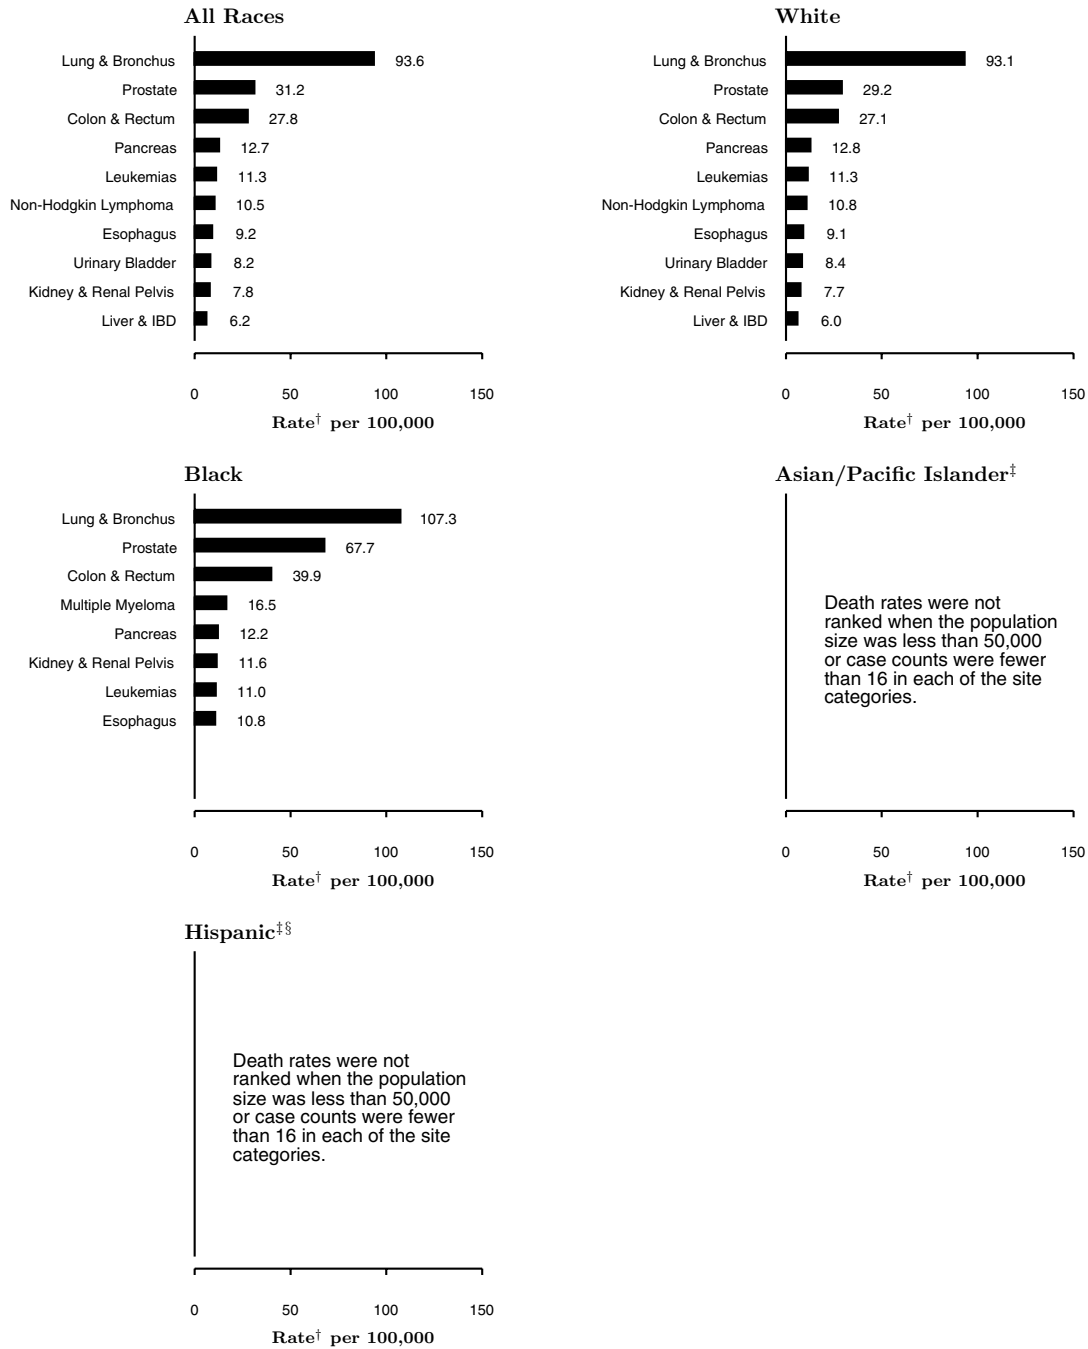 All Races
Lung & Bronchus 93.6
Prostate 31.2
Colon & Rectum 27.8
Pancreas 12.7
Leukemias 11.3
Non-Hodgkin Lymphoma 10.5
Esophagus 9.2
Urinary Bladder 8.2
Kidney & Renal Pelvis 7.8
Liver & IBD 6.2
0 50 100 150
Rate† per 100,000
White
Lung & Bronchus 93.1
Prostate 29.2
Colon & Rectum 27.1
Pancreas 12.8
Leukemias 11.3
Non-Hodgkin Lymphoma 10.8
Esophagus 9.1
Urinary Bladder 8.4
Kidney & Renal Pelvis 7.7
Liver & IBD 6.0
0 50 100 150
Rate† per 100,000
Black
Lung & Bronchus 107.3
Prostate 67.7
Colon & Rectum 39.9
Multiple Myeloma 16.5
Pancreas 12.2
Kidney & Renal Pelvis 11.6
Leukemias 11.0
Esophagus 10.8
0 50 100 150
Rate† per 100,000
Asian/Pacific Islander‡
Death rates were not
ranked when the population
size was less than 50,000
or case counts were fewer
than 16 in each of the site
categories.
0 50 100 150
Rate† per 100,000
Hispanic‡§
Death rates were not
ranked when the population
size was less than 50,000
or case counts were fewer
than 16 in each of the site
categories.
0 50 100 150
Rate† per 100,000